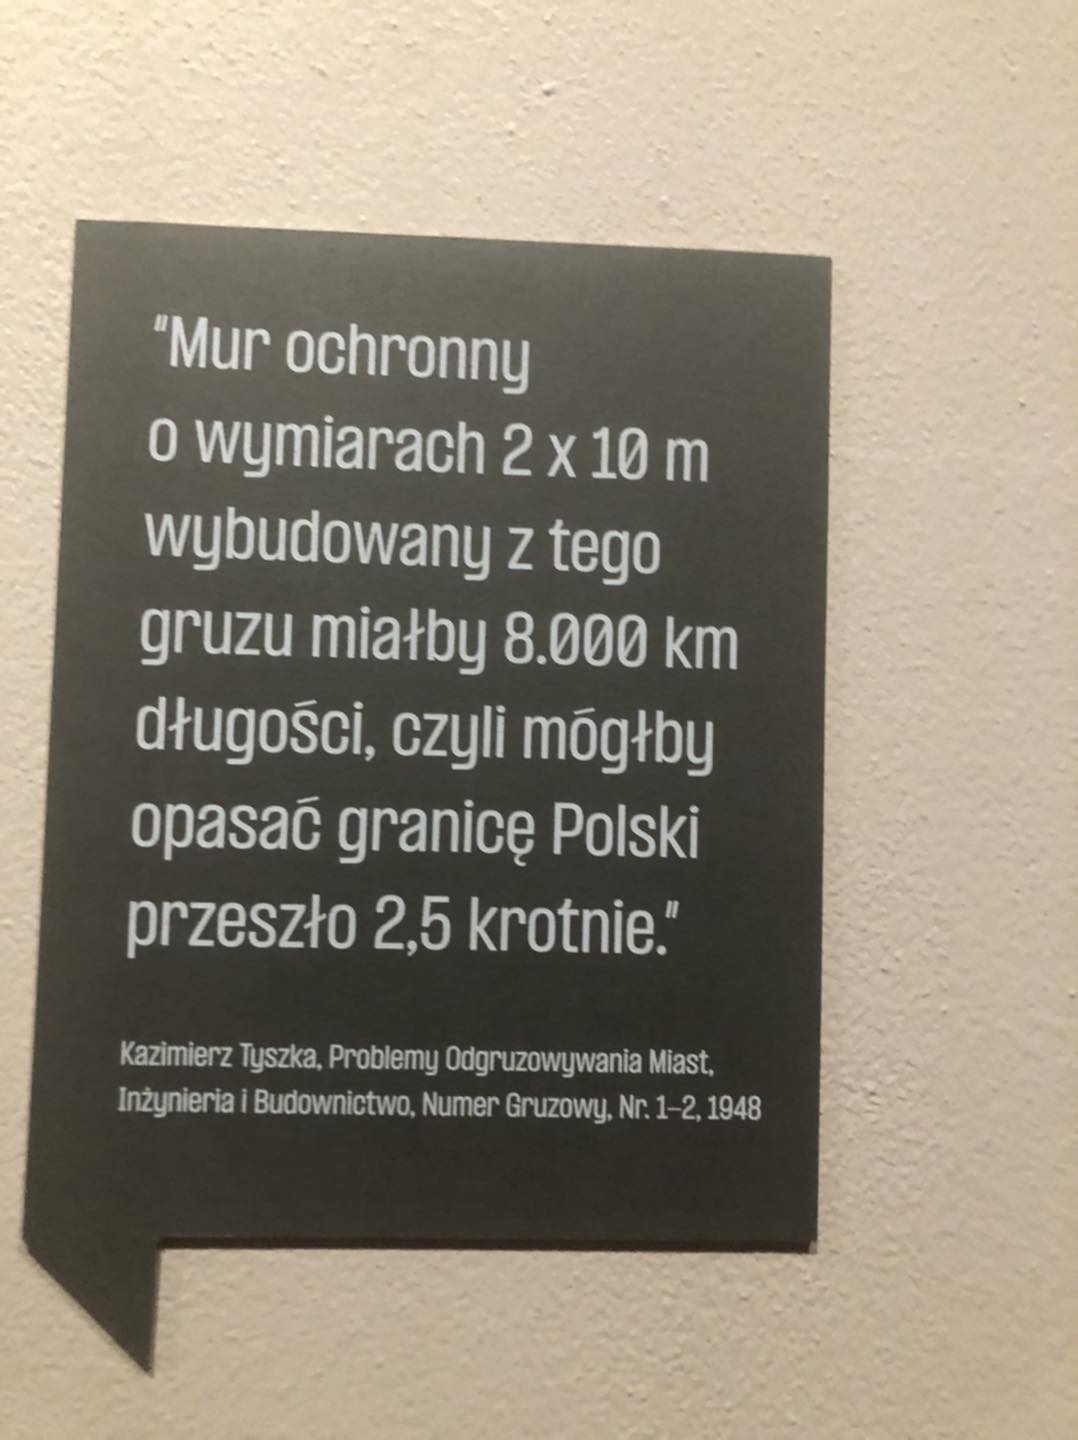 "Mur ochronny
o wymiarach 2 x 10 m
wybudowany z tego
gruzu miałby 8.000 km
długości, czyli mógłby
opasać granicę Polski
przeszło 2,5 krotnie."
Kazimierz Tyszka, Problemy Odgruzowywania Miast,
Inżynieria i Budownictwo, Numer Gruzowy, Nr. 1–2, 1948